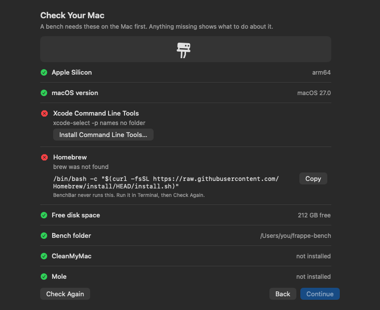 Check Your Mac
A bench needs these on the Mac first. Anything missing shows what to do about it.
Apple Silicon arm64
macOS version macOS 27.0
Xcode Command Line Tools
xcode-select -p names no folder
Install Command Line Tools...
Homebrew
brew was not found
/bin/bash -c "$(curl -fsSL https://raw.githubusercontent.com/
Homebrew/install/HEAD/install.sh)"
Copy
BenchBar never runs this. Run it in Terminal, then Check Again.
Free disk space 212 GB free
Bench folder /Users/you/frappe-bench
CleanMyMac not installed
Mole not installed
Check Again Back Continue